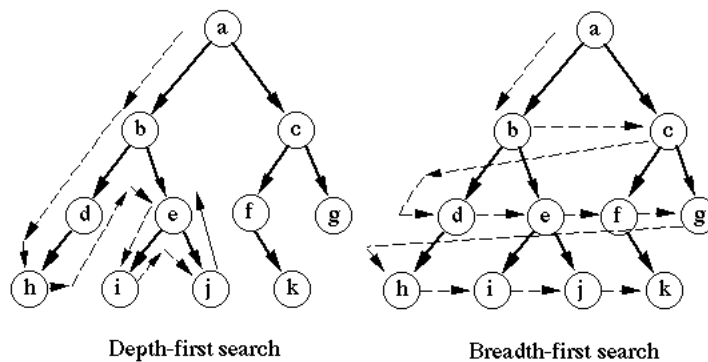 a
b c
d e f g
h i j k
Depth-first search
a
b c
d e f g
h i j k
Breadth-first search